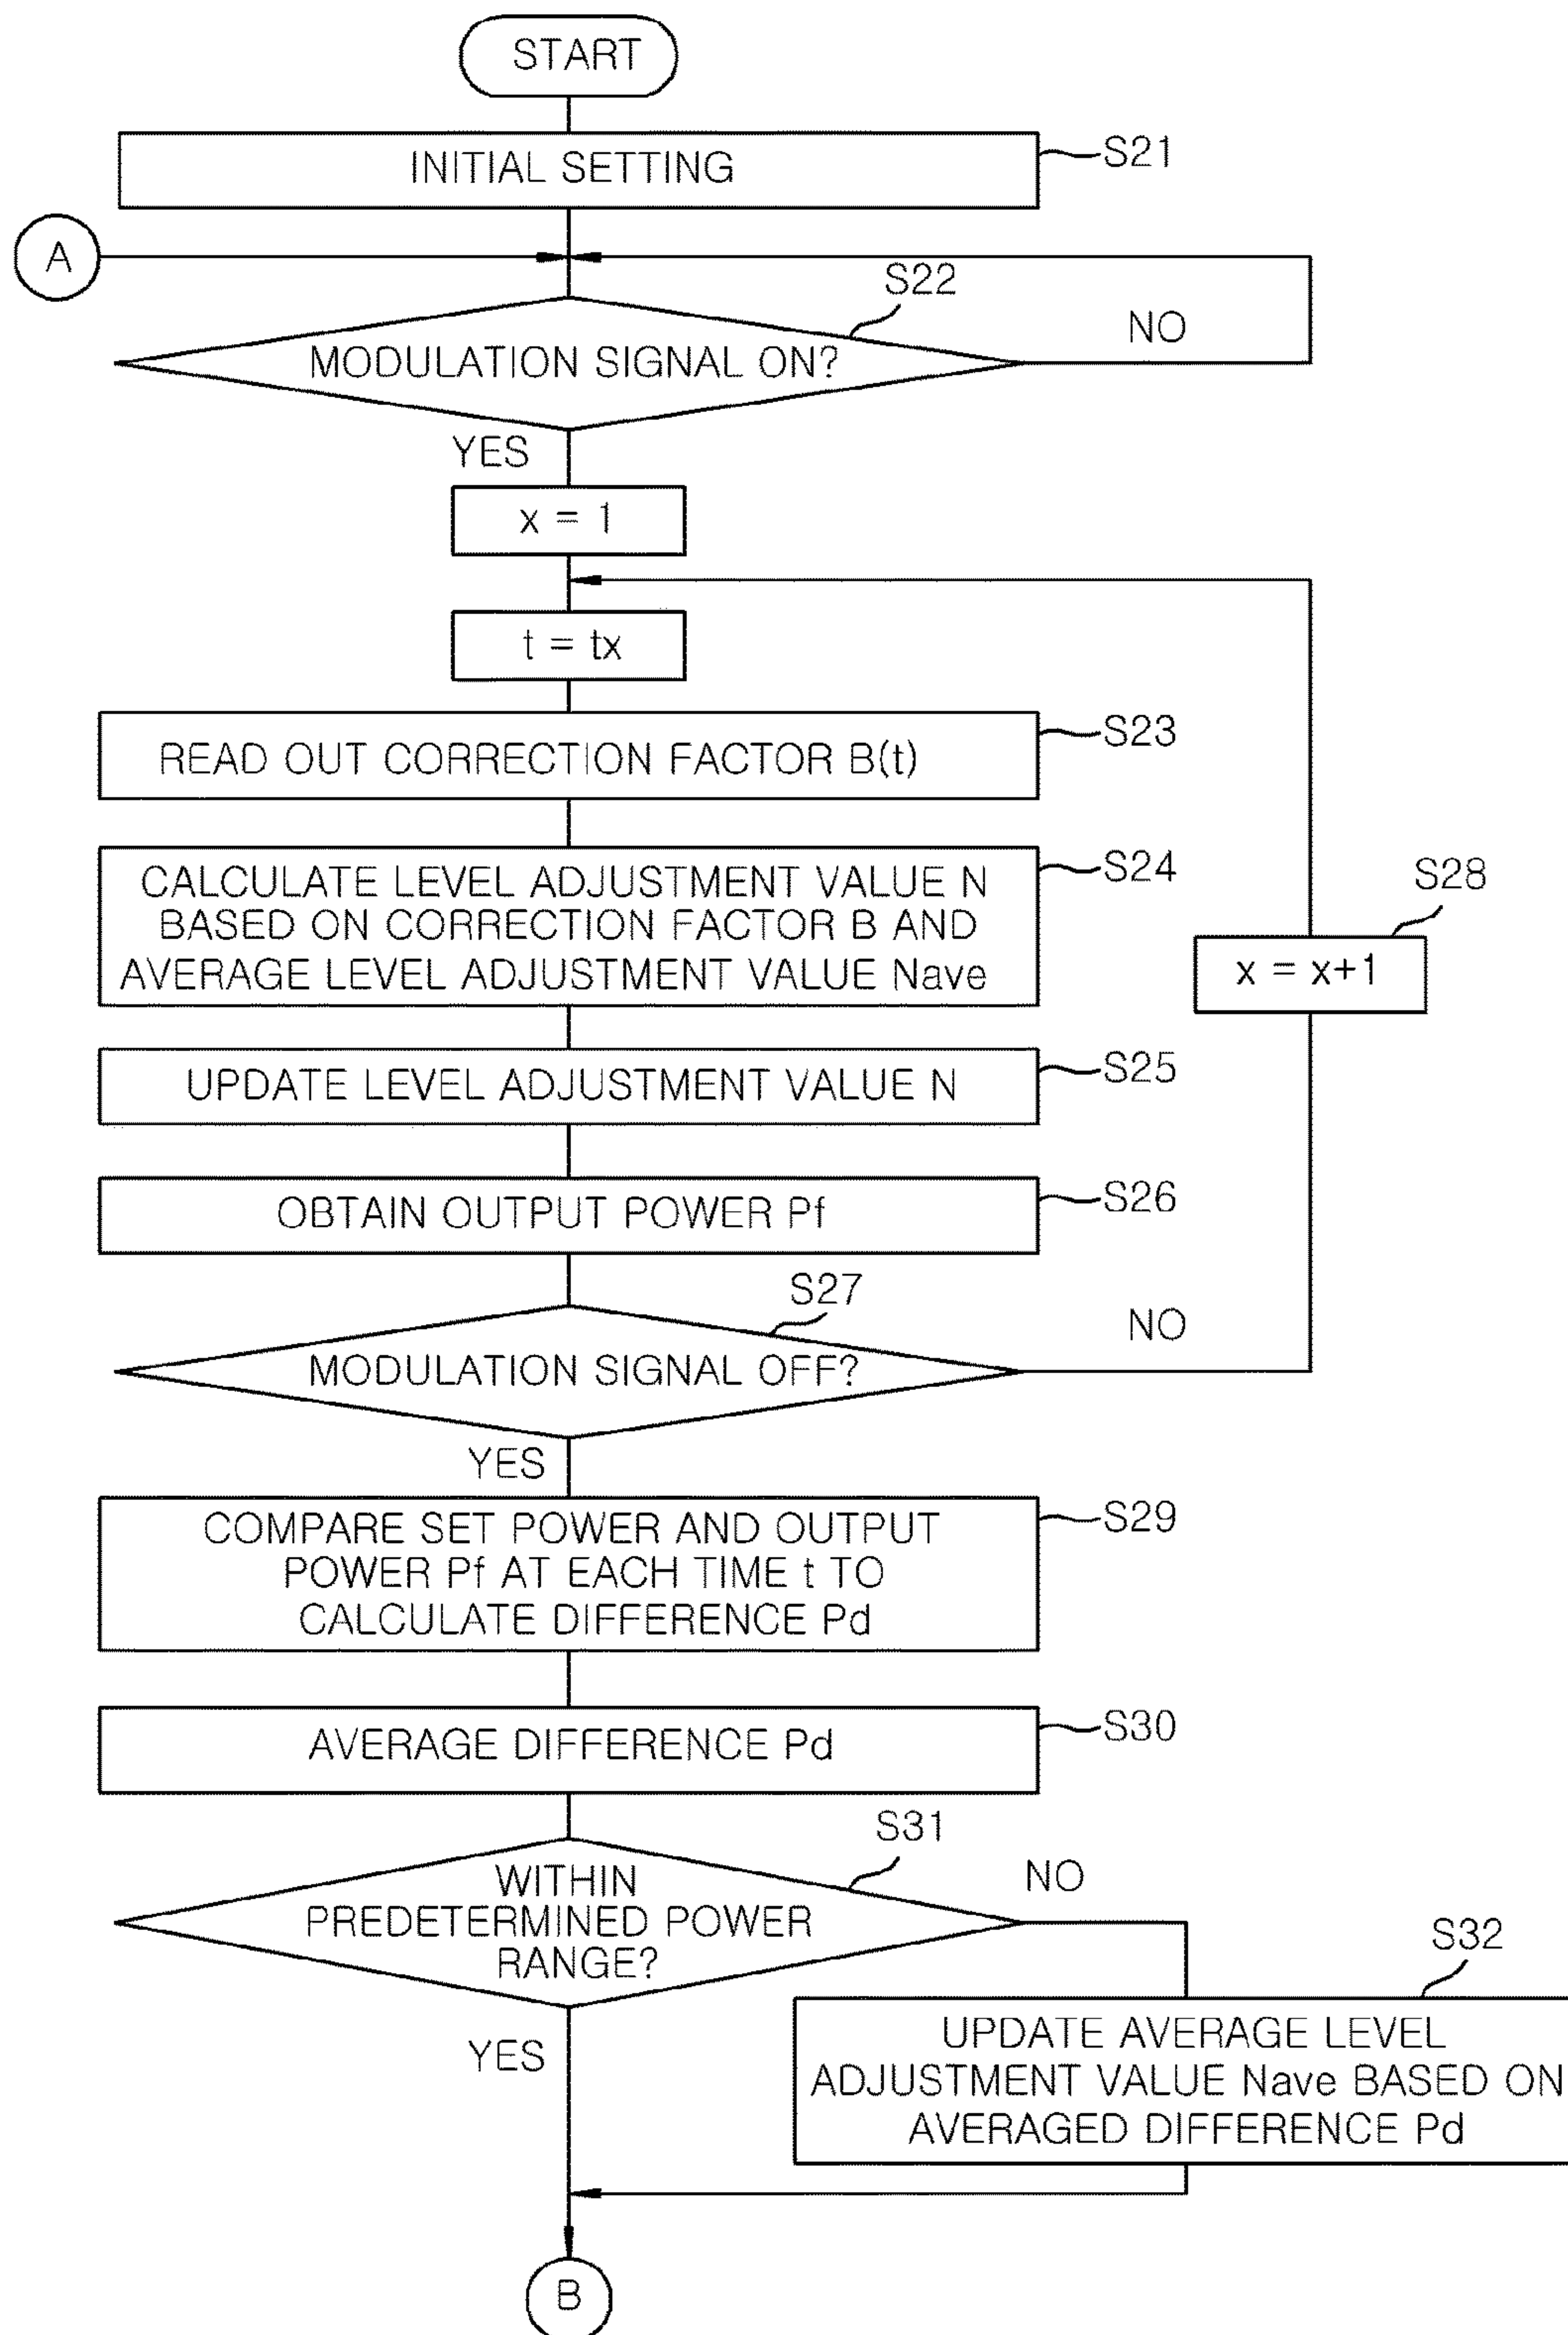 START
INITIAL SETTING
S21
A
S22
MODULATION SIGNAL ON?
NO
YES
x = 1
t = tx
READ OUT CORRECTION FACTOR B(t)
S23
CALCULATE LEVEL ADJUSTMENT VALUE N
BASED ON CORRECTION FACTOR B AND
AVERAGE LEVEL ADJUSTMENT VALUE Nave
S24
S28
x = x+1
UPDATE LEVEL ADJUSTMENT VALUE N
S25
OBTAIN OUTPUT POWER Pf
S26
S27
MODULATION SIGNAL OFF?
NO
YES
COMPARE SET POWER AND OUTPUT
POWER Pf AT EACH TIME t TO
CALCULATE DIFFERENCE Pd
S29
AVERAGE DIFFERENCE Pd
S30
S31
WITHIN
PREDETERMINED POWER
RANGE?
NO
YES
S32
UPDATE AVERAGE LEVEL
ADJUSTMENT VALUE Nave BASED ON
AVERAGED DIFFERENCE Pd
B